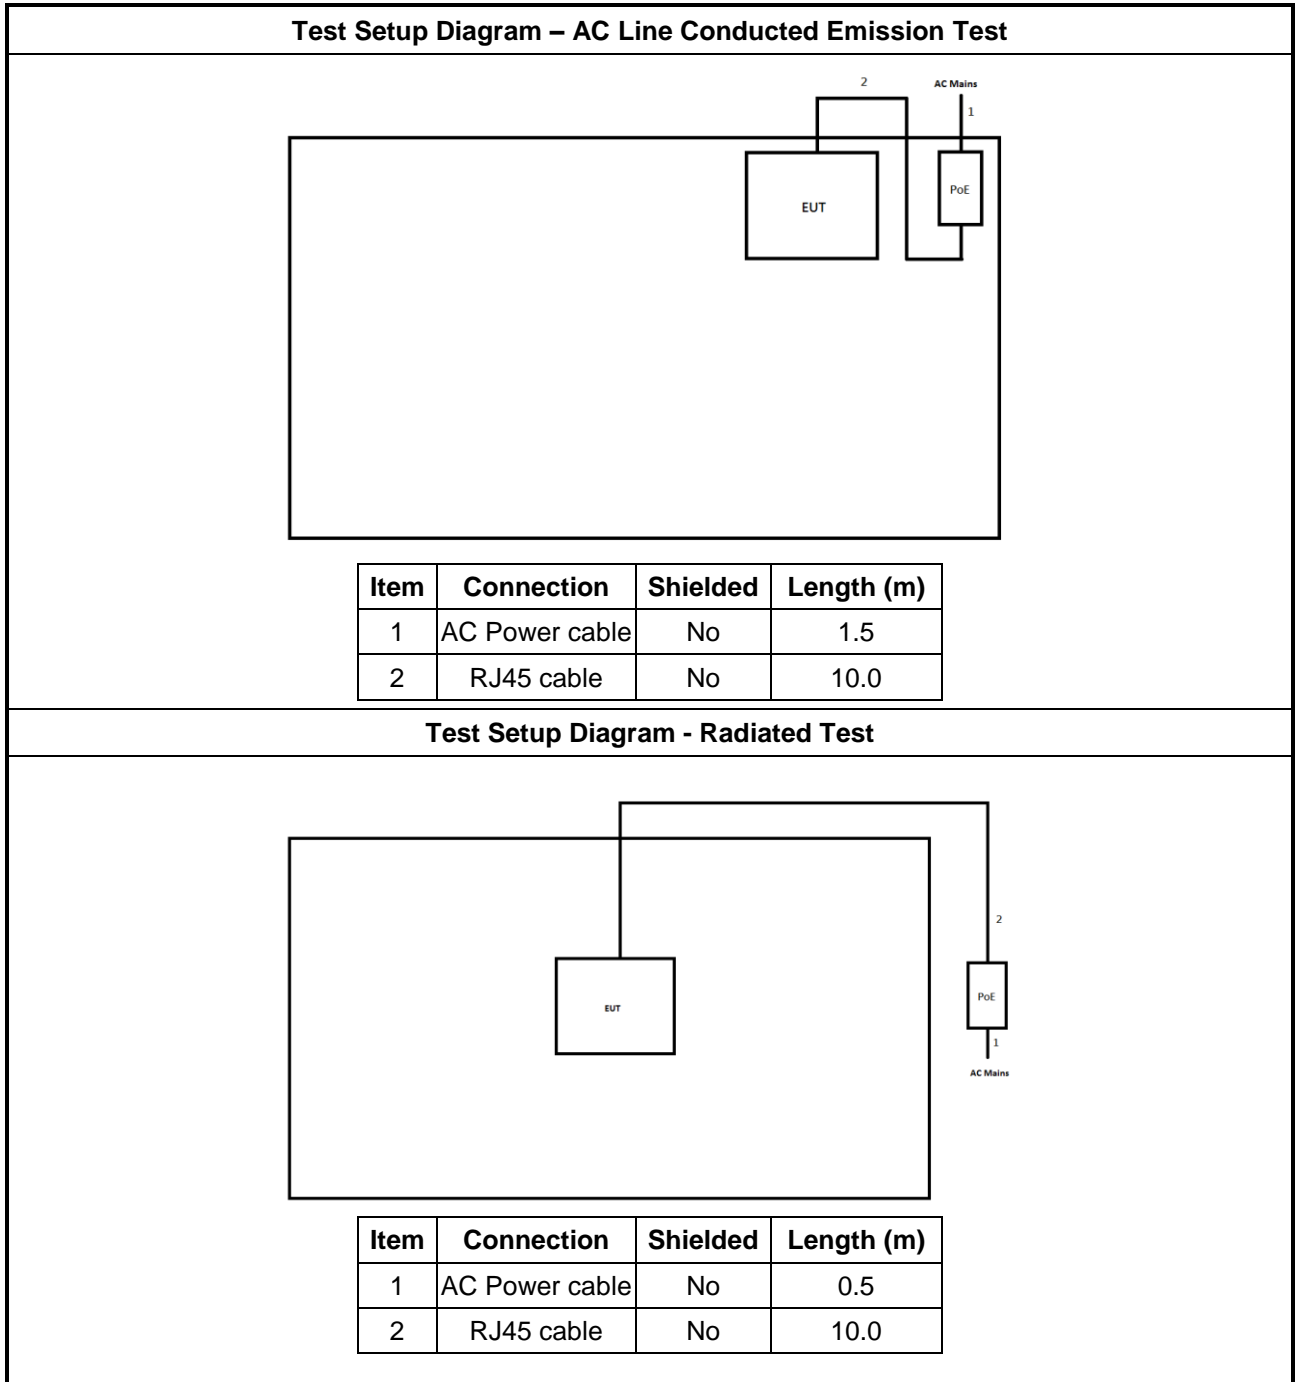 Test Setup Diagram – AC Line Conducted Emission Test
2
AC Mains
1
PoE
EUT
Item Connection Shielded Length (m)
1 AC Power cable No 1.5
2 RJ45 cable No 10.0
Test Setup Diagram - Radiated Test
2
PoE
EUT
1
AC Mains
Item Connection Shielded Length (m)
1 AC Power cable No 0.5
2 RJ45 cable No 10.0